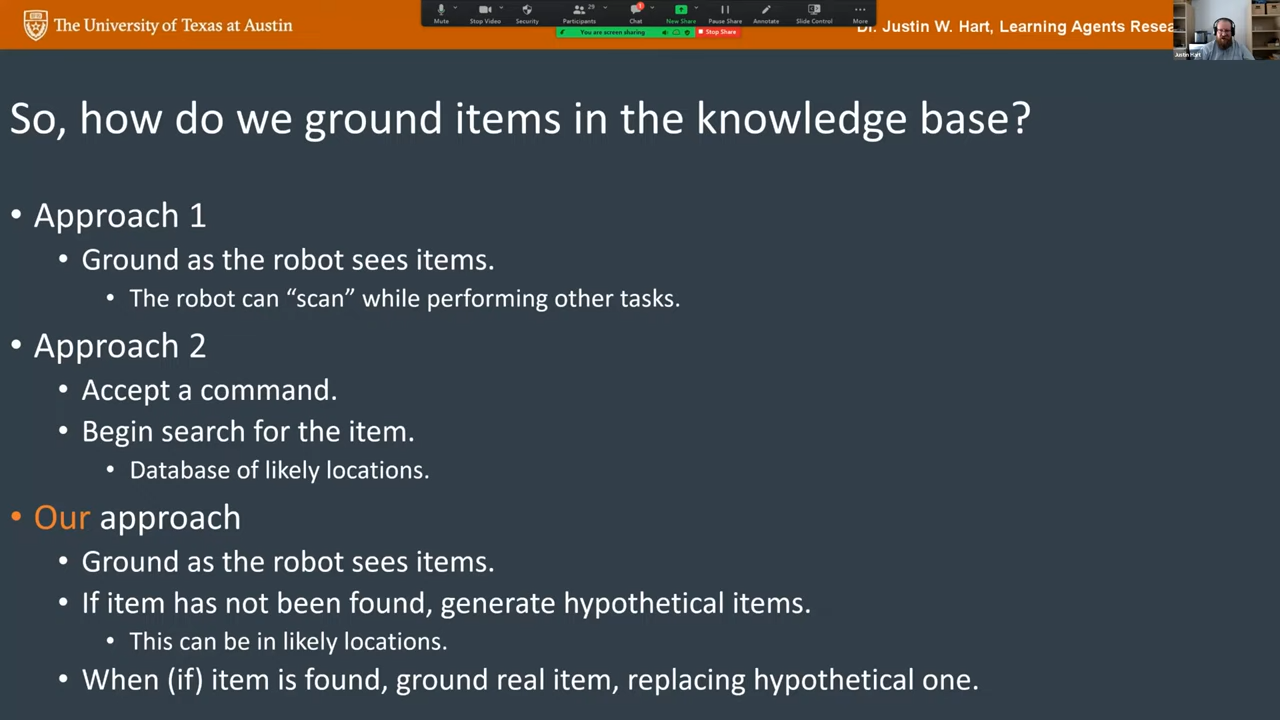 The University of Texas at Austin
Mute
Stop Video
Security
Participants
29
Chat
1
New Share
Pause Share
Annotate
Slide Control
More
You are screen sharing
Stop Share
Dr. Justin W. Hart, Learning Agents Resea
Justin Hart
So, how do we ground items in the knowledge base?
• Approach 1
• Ground as the robot sees items.
• The robot can “scan” while performing other tasks.
• Approach 2
• Accept a command.
• Begin search for the item.
• Database of likely locations.
• Our approach
• Ground as the robot sees items.
• If item has not been found, generate hypothetical items.
• This can be in likely locations.
• When (if) item is found, ground real item, replacing hypothetical one.